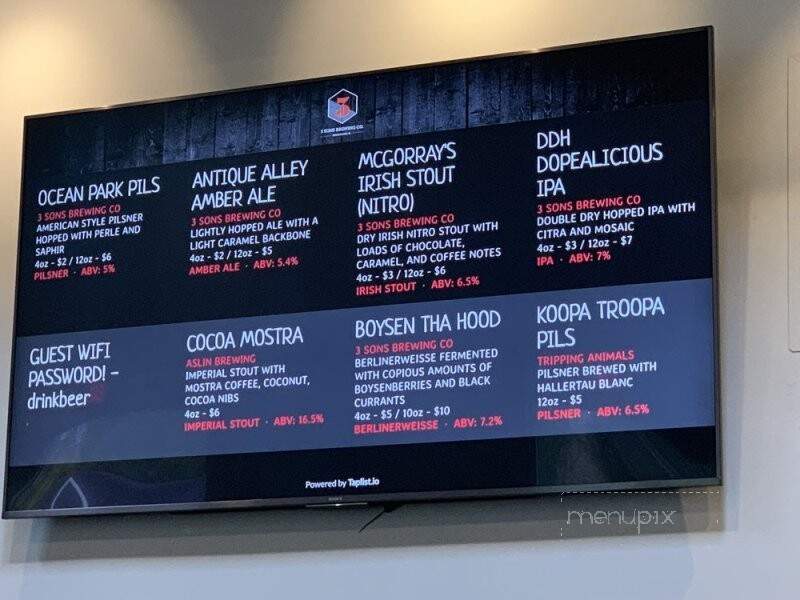 3 SONS BREWING CO.
OCEAN PARK PILS
3 SONS BREWING CO
AMERICAN STYLE PILSNER
HOPPED WITH PERLE AND
SAPHIR
4oz - $2 / 12oz - $6
PILSNER · ABV: 5%
ANTIQUE ALLEY
AMBER ALE
3 SONS BREWING CO
LIGHTLY HOPPED ALE WITH A
LIGHT CARAMEL BACKBONE
4oz - $2 / 12oz - $5
AMBER ALE · ABV: 5.4%
MCGORRAY'S
IRISH STOUT
(NITRO)
3 SONS BREWING CO
DRY IRISH NITRO STOUT WITH
LOADS OF CHOCOLATE,
CARAMEL, AND COFFEE NOTES
4oz - $3 / 12oz - $6
IRISH STOUT · ABV: 6.5%
DDH
DOPEALICIOUS
IPA
3 SONS BREWING CO
DOUBLE DRY HOPPED IPA WITH
CITRA AND MOSAIC
4oz - $3 / 12oz - $7
IPA · ABV: 7%
GUEST WIFI
PASSWORD! -
drinkbeer
COCOA MOSTRA
ASLIN BREWING
IMPERIAL STOUT WITH
MOSTRA COFFEE, COCONUT,
COCOA NIBS
4oz - $6
IMPERIAL STOUT · ABV: 16.5%
BOYSEN THA HOOD
3 SONS BREWING CO
BERLINERWEISSE FERMENTED
WITH COPIOUS AMOUNTS OF
BOYSENBERRIES AND BLACK
CURRANTS
4oz - $5 / 10oz - $10
BERLINERWEISSE · ABV: 7.2%
KOOPA TROOPA
PILS
TRIPPING ANIMALS
PILSNER BREWED WITH
HALLERTAU BLANC
12oz - $5
PILSNER · ABV: 6.5%
Powered by Taplist.io
SONY
menupix